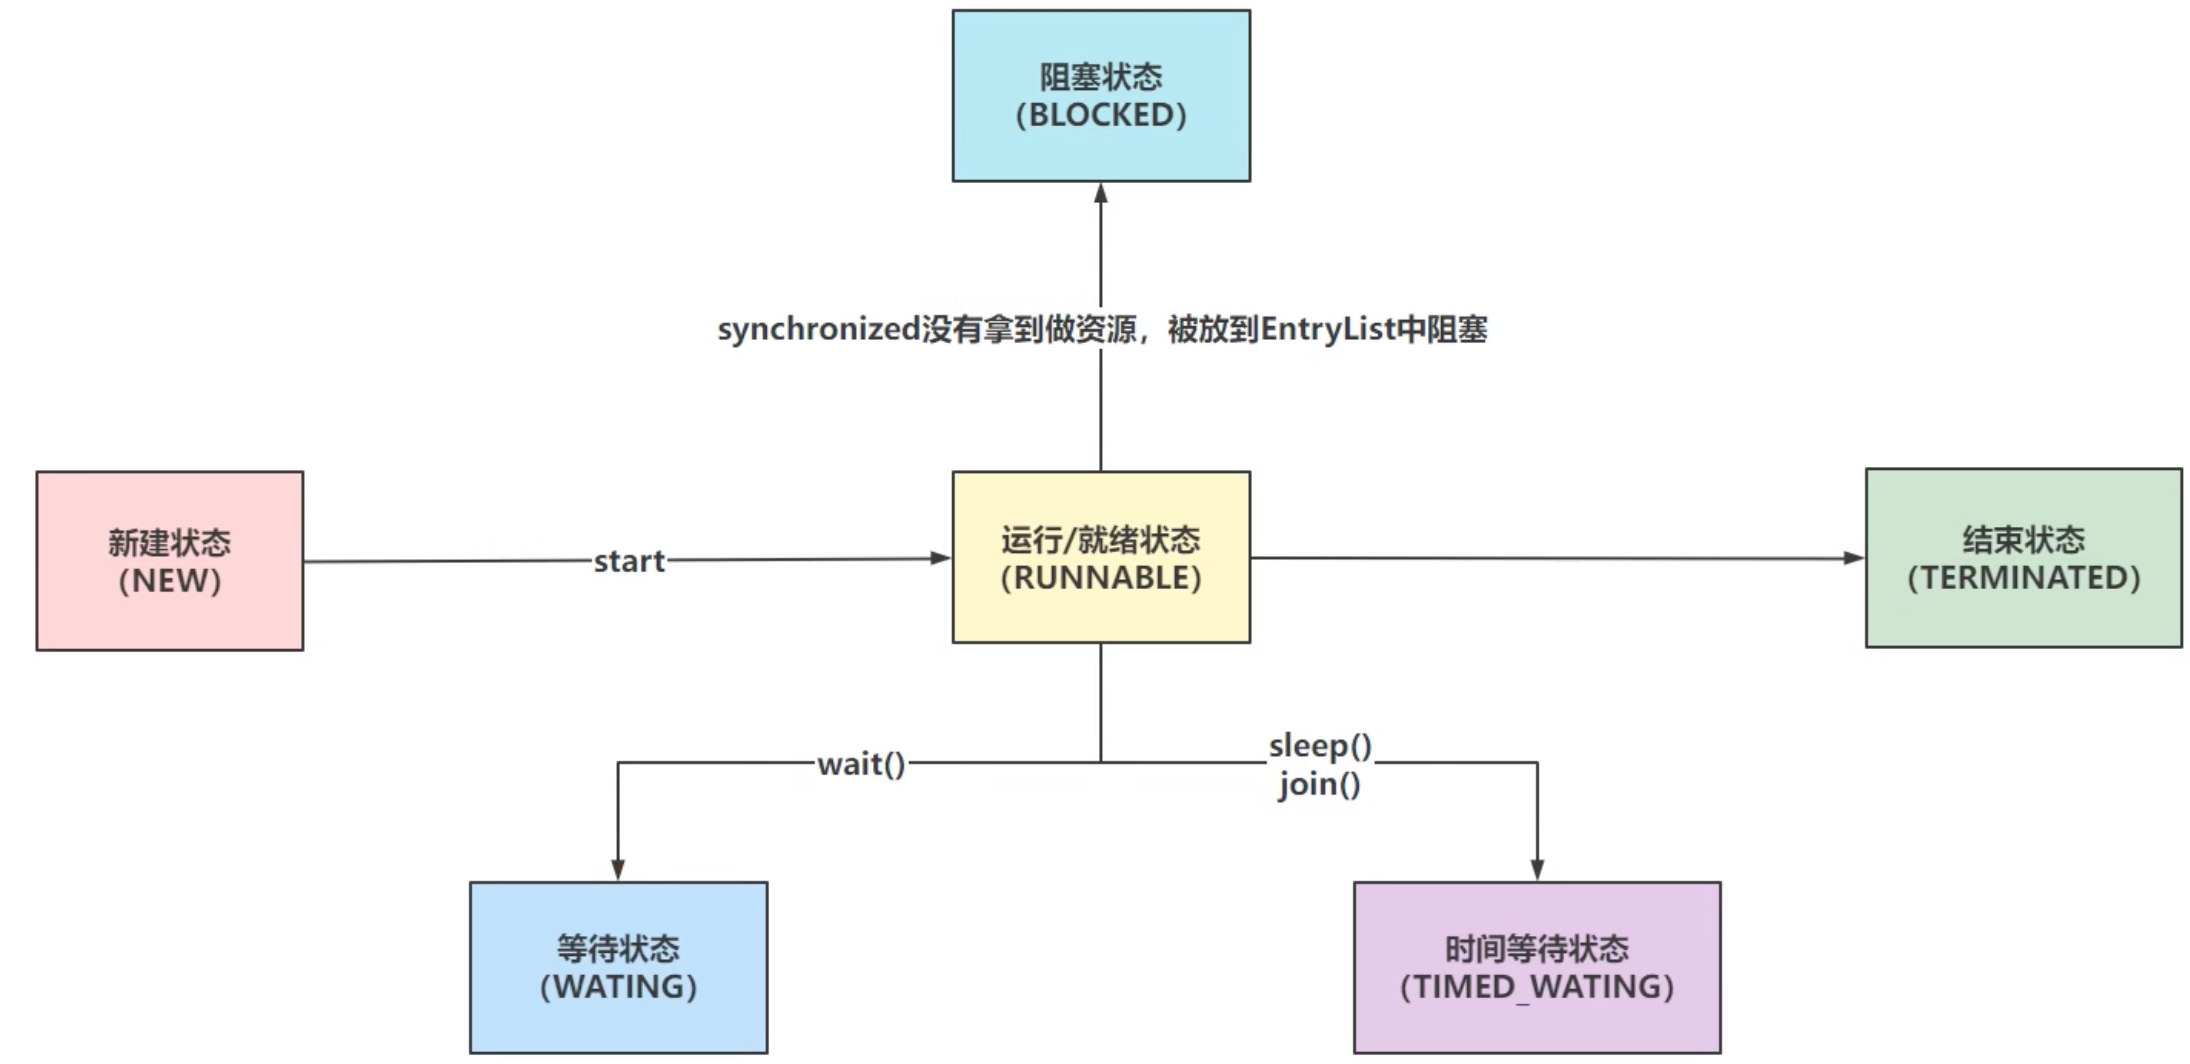 阻塞状态
（BLOCKED）
synchronized没有拿到做资源，被放到EntryList中阻塞
新建状态
（NEW）
start
运行/就绪状态
（RUNNABLE）
结束状态
（TERMINATED）
wait()
sleep()
join()
等待状态
（WATING）
时间等待状态
（TIMED_WATING）